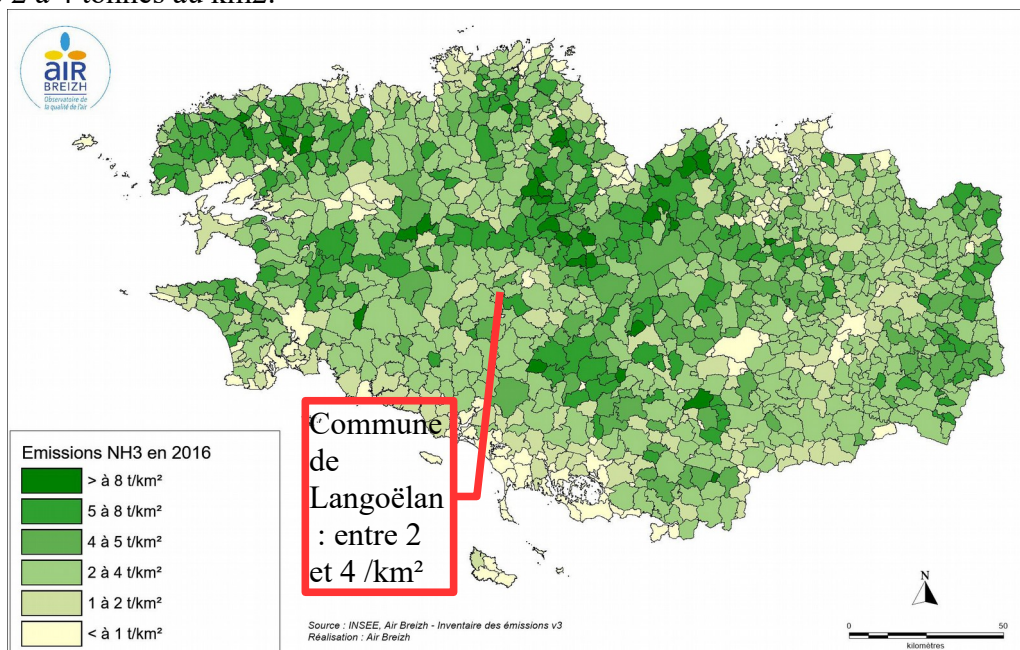 2 à 4 tonnes au km2.
aiR
BREIZH
Observatoire de
la qualité de l'air
Commune
de
Langoëlan
: entre 2
et 4 /km²
Emissions NH3 en 2016
> à 8 t/km²
5 à 8 t/km²
4 à 5 t/km²
2 à 4 t/km²
1 à 2 t/km²
< à 1 t/km²
Source : INSEE, Air Breizh - Inventaire des émissions v3
Réalisation : Air Breizh
N
0 50
kilomètres